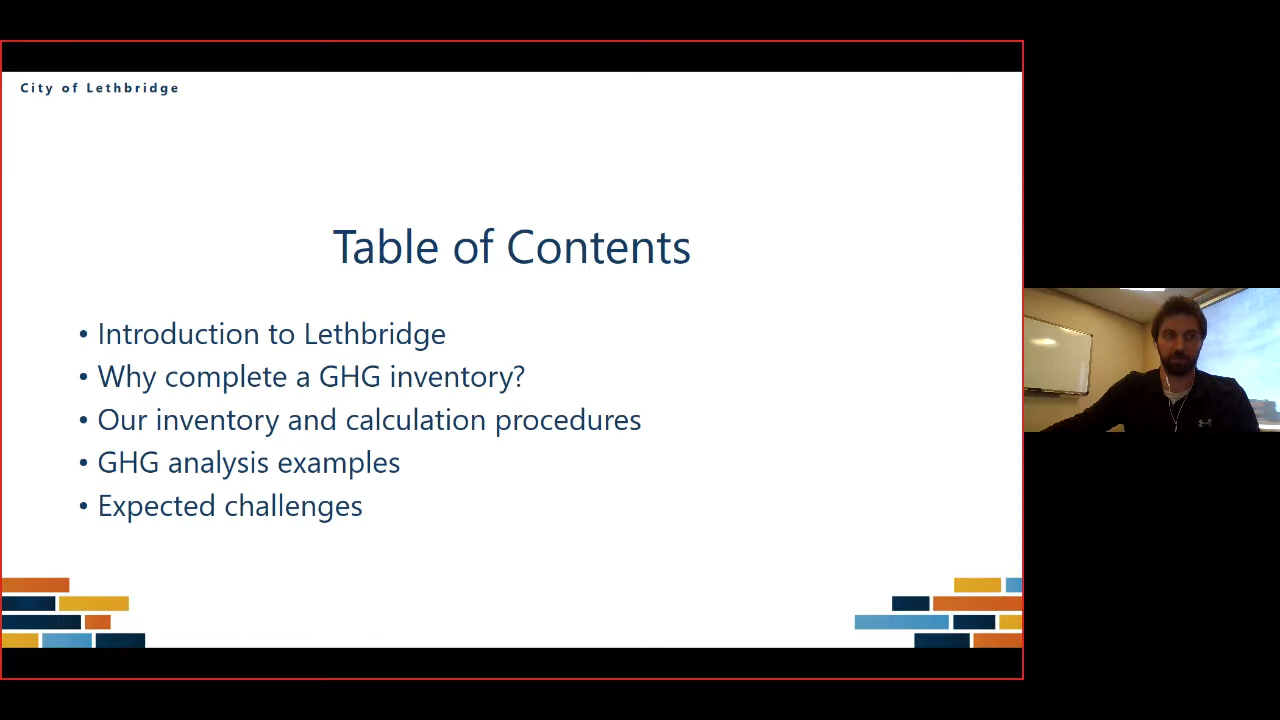 City of Lethbridge
Table of Contents
• Introduction to Lethbridge
• Why complete a GHG inventory?
• Our inventory and calculation procedures
• GHG analysis examples
• Expected challenges